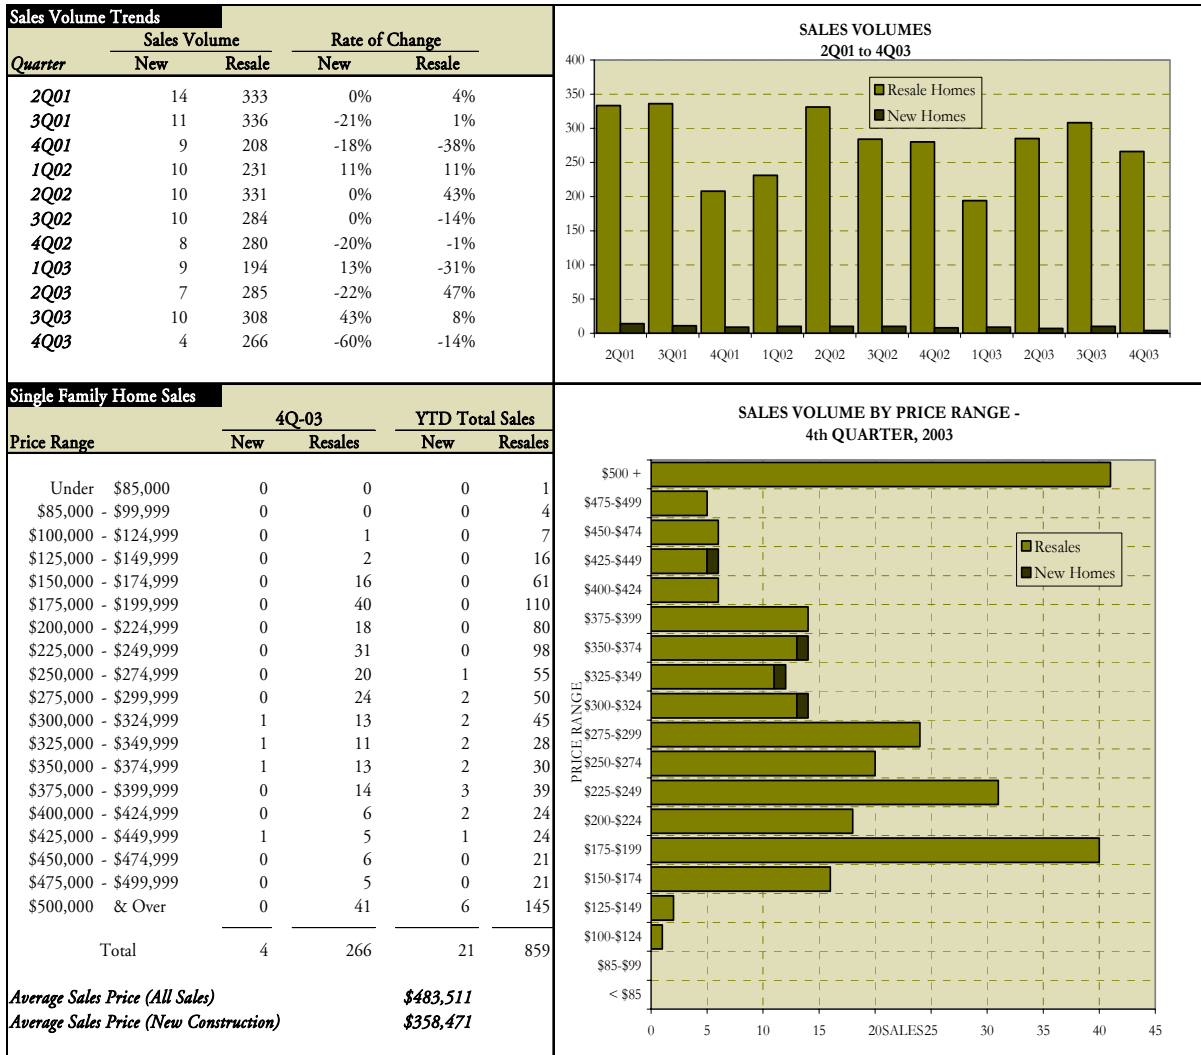 Sales Volume Trends
Sales Volume Rate of Change
Quarter New Resale New Resale
2Q01 14 333 0% 4%
3Q01 11 336 -21% 1%
4Q01 9 208 -18% -38%
1Q02 10 231 11% 11%
2Q02 10 331 0% 43%
3Q02 10 284 0% -14%
4Q02 8 280 -20% -1%
1Q03 9 194 13% -31%
2Q03 7 285 -22% 47%
3Q03 10 308 43% 8%
4Q03 4 266 -60% -14%
SALES VOLUMES
2Q01 to 4Q03
400
350
300
250
200
150
100
50
0
Resale Homes
New Homes
2Q01 3Q01 4Q01 1Q02 2Q02 3Q02 4Q02 1Q03 2Q03 3Q03 4Q03
Single Family Home Sales
4Q-03 YTD Total Sales
Price Range New Resales New Resales
Under $85,000 0 0 0 1
$85,000 - $99,999 0 0 0 4
$100,000 - $124,999 0 1 0 7
$125,000 - $149,999 0 2 0 16
$150,000 - $174,999 0 16 0 61
$175,000 - $199,999 0 40 0 110
$200,000 - $224,999 0 18 0 80
$225,000 - $249,999 0 31 0 98
$250,000 - $274,999 0 20 1 55
$275,000 - $299,999 0 24 2 50
$300,000 - $324,999 1 13 2 45
$325,000 - $349,999 1 11 2 28
$350,000 - $374,999 1 13 2 30
$375,000 - $399,999 0 14 3 39
$400,000 - $424,999 0 6 2 24
$425,000 - $449,999 1 5 1 24
$450,000 - $474,999 0 6 0 21
$475,000 - $499,999 0 5 0 21
$500,000 & Over 0 41 6 145
Total 4 266 21 859
Average Sales Price (All Sales) $483,511
Average Sales Price (New Construction) $358,471
SALES VOLUME BY PRICE RANGE -
4th QUARTER, 2003
PRICE RANGE
$500 +
$475-$499
$450-$474
$425-$449
$400-$424
$375-$399
$350-$374
$325-$349
$300-$324
$275-$299
$250-$274
$225-$249
$200-$224
$175-$199
$150-$174
$125-$149
$100-$124
$85-$99
< $85
Resales
New Homes
0 5 10 15 20 SALES 25 30 35 40 45